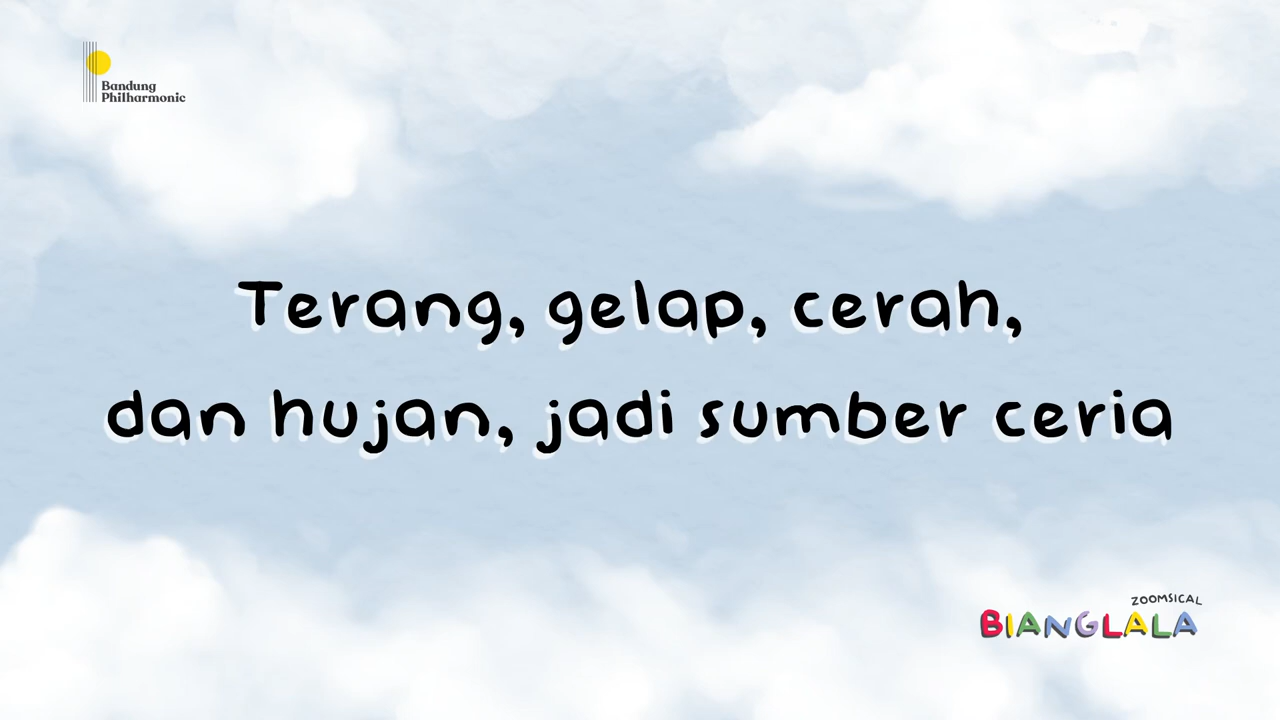 Bandung
Philharmonic
Terang, gelap, cerah,
dan hujan, jadi sumber ceria
ZOOMSICAL
BIANGLALA